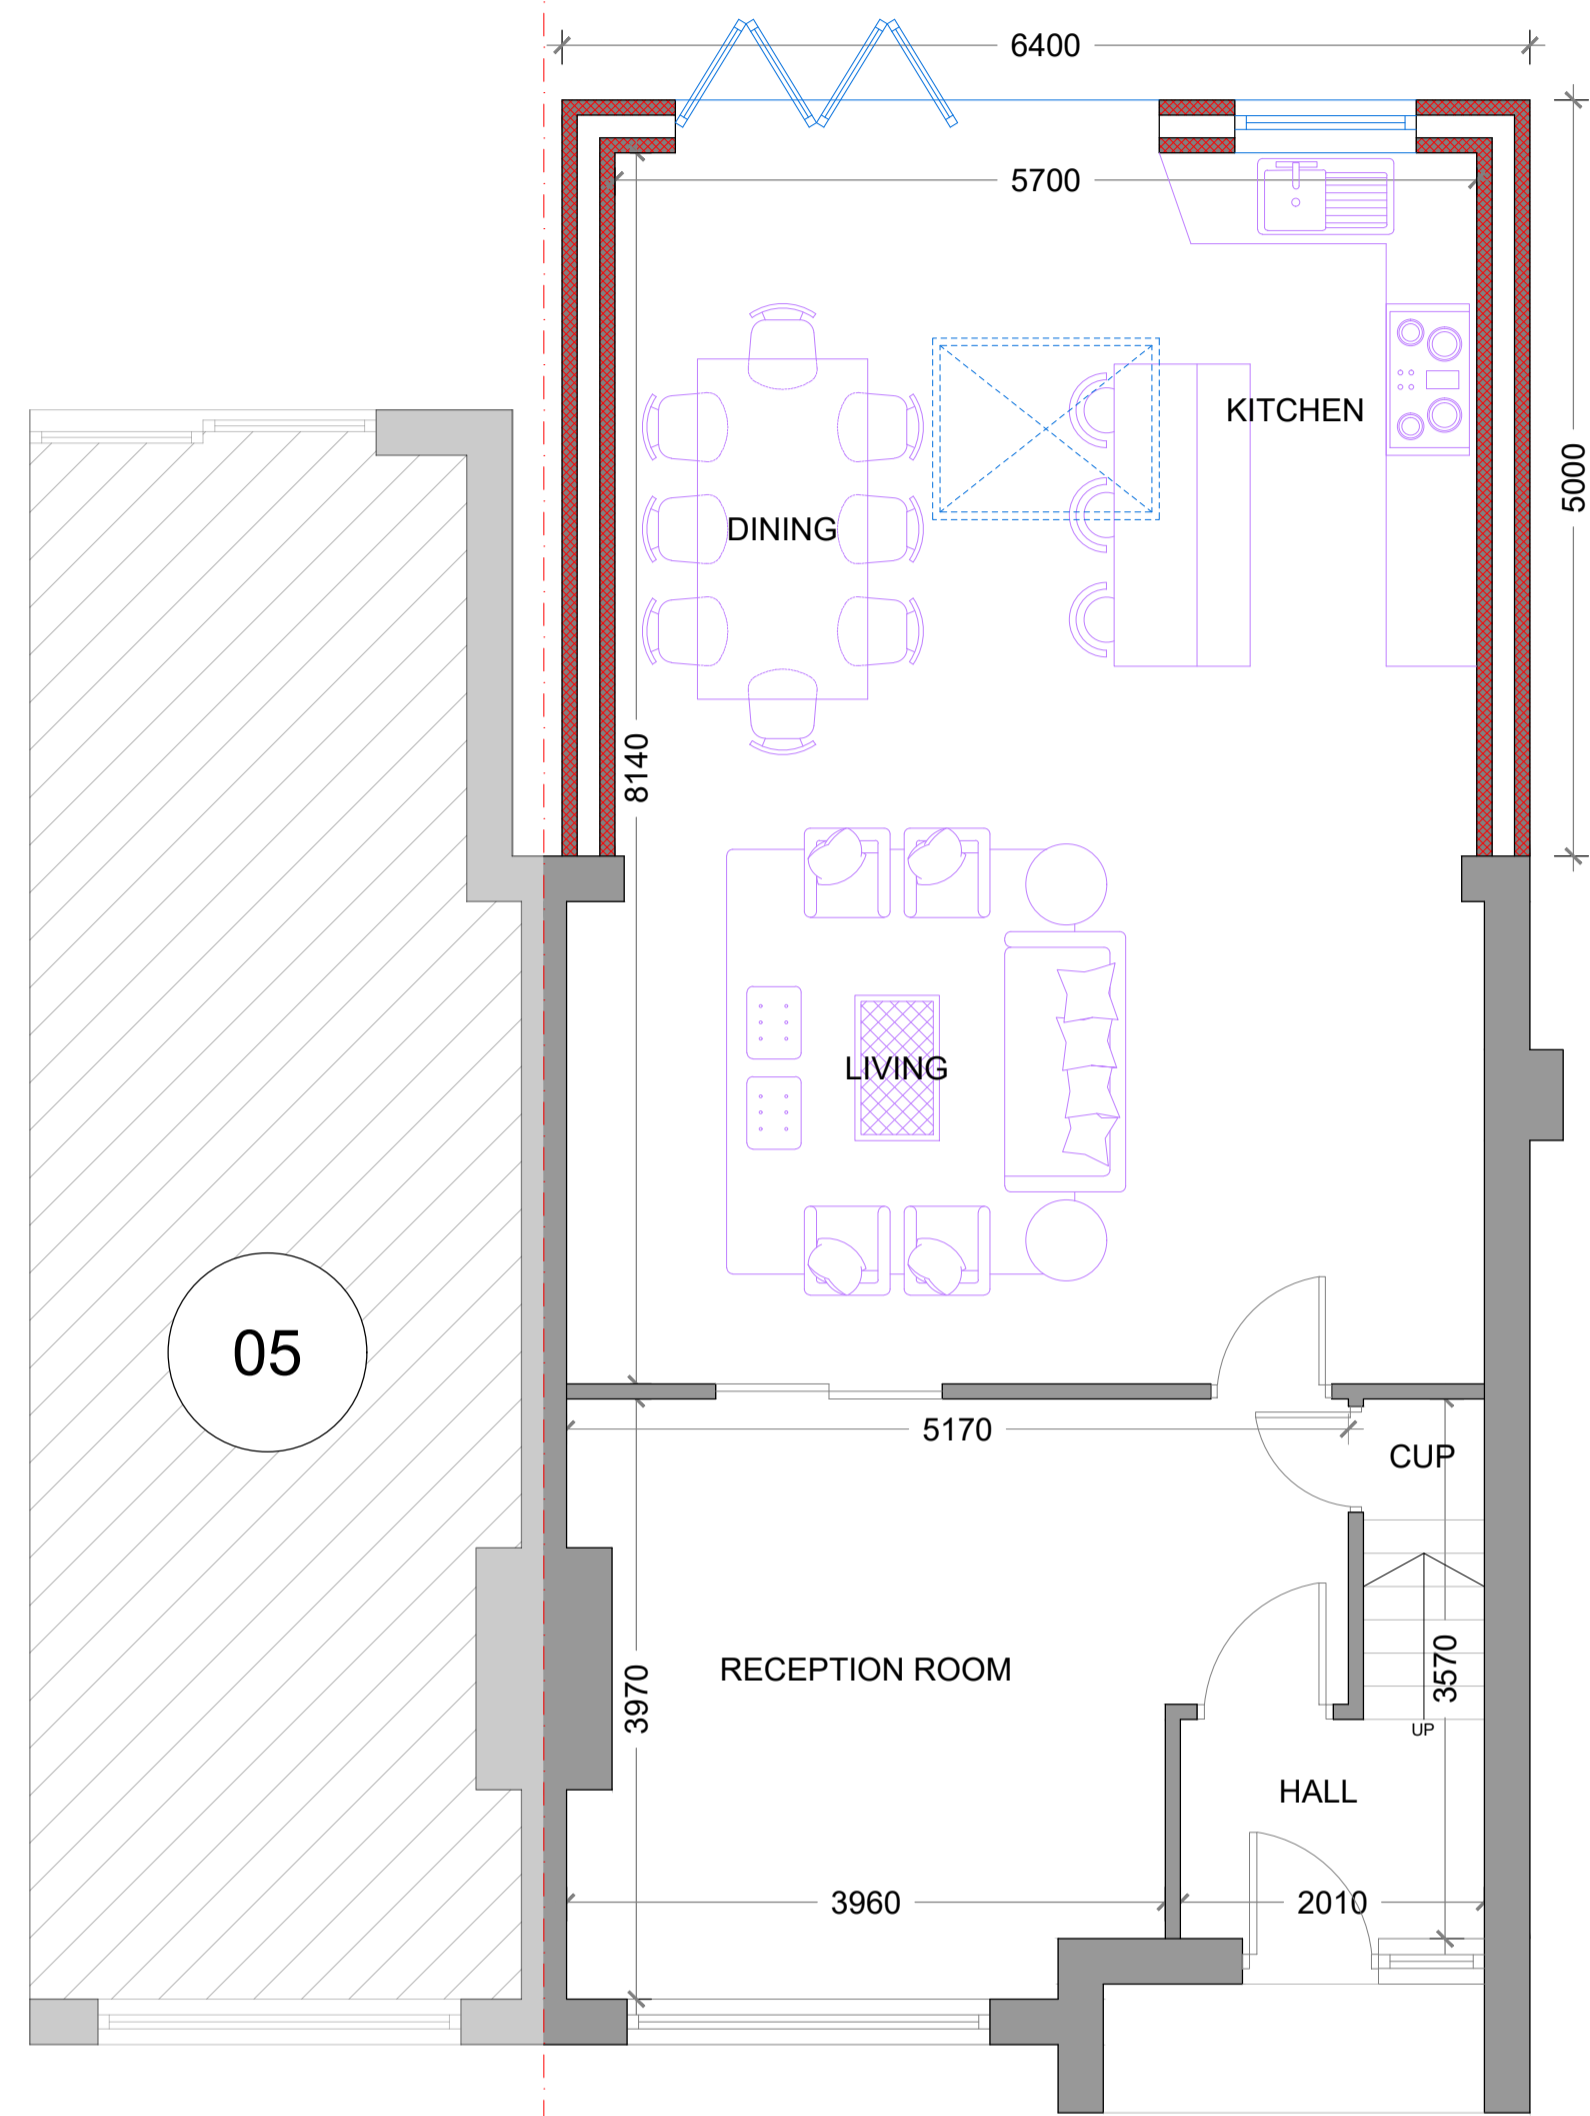 6400
5700
KITCHEN
5000
DINING
8140
LIVING
05
5170
CUP
RECEPTION ROOM
3970
3570
UP
HALL
3960
2010